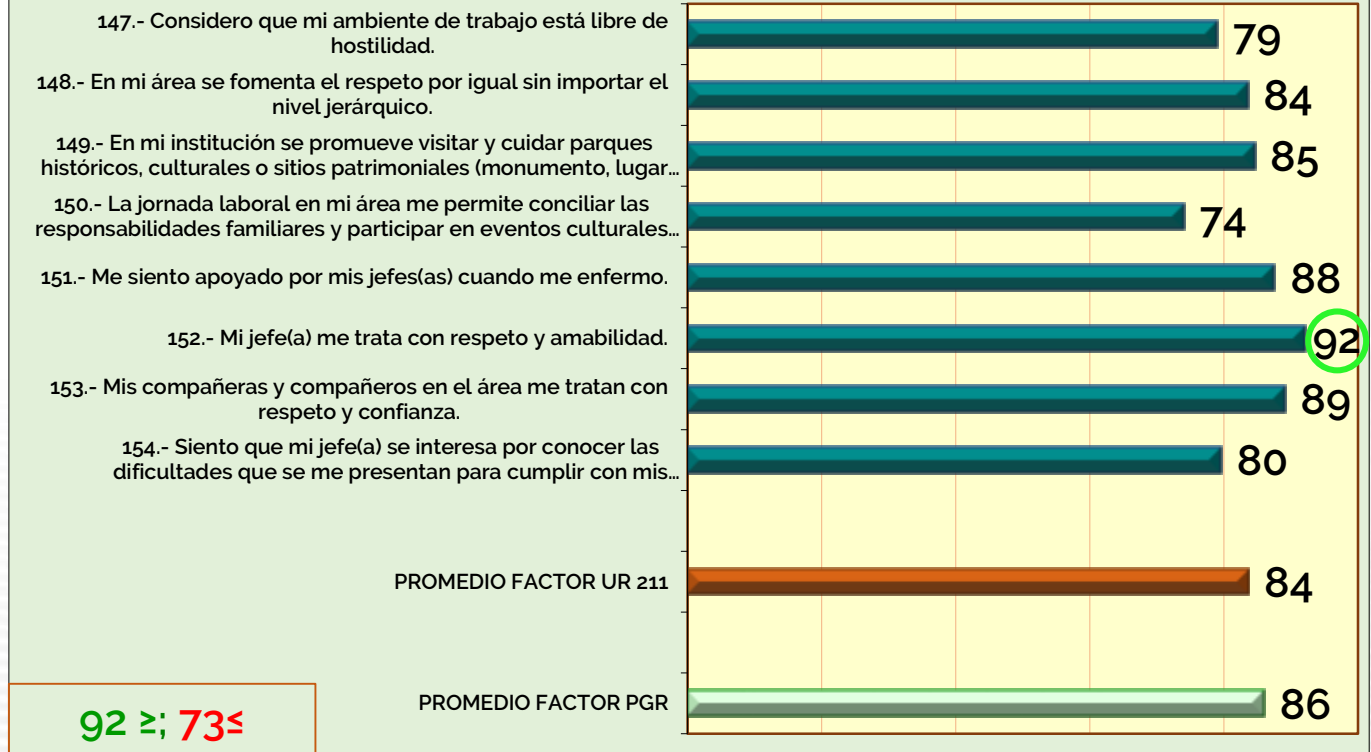 147.- Considero que mi ambiente de trabajo está libre de
hostilidad.
79
148.- En mi área se fomenta el respeto por igual sin importar el
nivel jerárquico.
84
149.- En mi institución se promueve visitar y cuidar parques
históricos, culturales o sitios patrimoniales (monumento, lugar...
85
150.- La jornada laboral en mi área me permite conciliar las
responsabilidades familiares y participar en eventos culturales...
74
151.- Me siento apoyado por mis jefes(as) cuando me enfermo.
88
152.- Mi jefe(a) me trata con respeto y amabilidad.
92
153.- Mis compañeras y compañeros en el área me tratan con
respeto y confianza.
89
154.- Siento que mi jefe(a) se interesa por conocer las
dificultades que se me presentan para cumplir con mis...
80
PROMEDIO FACTOR UR 211
84
PROMEDIO FACTOR PGR
86
92 ≥; 73≤